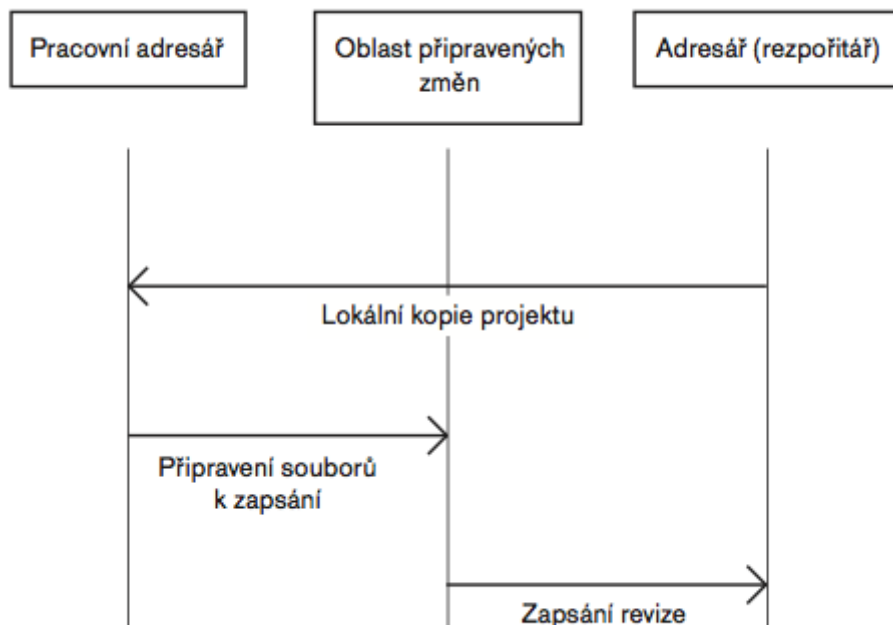 Pracovní adresář
Oblast připravených
změn
Adresář (rezpořitář)
Lokální kopie projektu
Připravení souborů
k zapsání
Zapsání revize